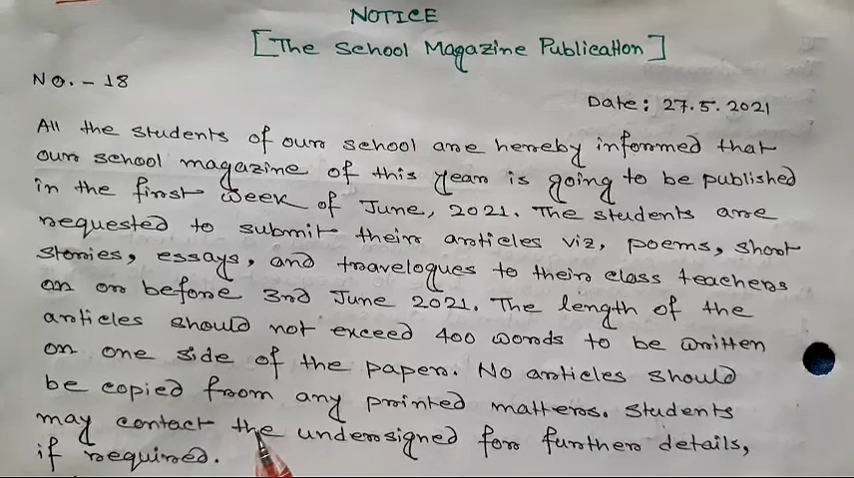 NOTICE
[The School Magazine Publication]
No. - 18
Date: 27.5.2021
All the students of our school are hereby informed that
our school magazine of this year is going to be published
in the first week of June, 2021. The students are
requested to submit their articles viz, poems, short
stories, essays, and travelogues to their class teachers
on or before 3rd June 2021. The length of the
articles should not exceed 400 words to be written
on one side of the paper. No articles should
be copied from any printed matters. Students
may contact the undersigned for further details,
if required.